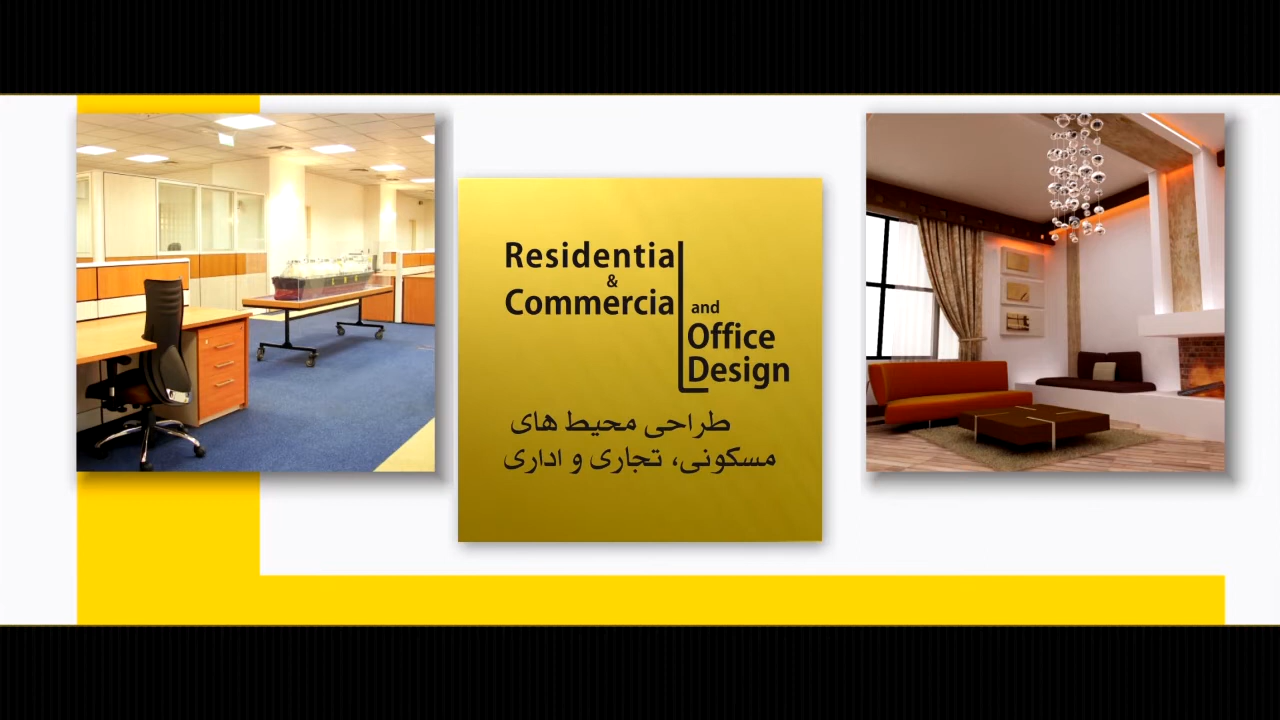 Residential
&
Commercial and
Office
Design
طراحی محیط های
مسکونی، تجاری و اداری